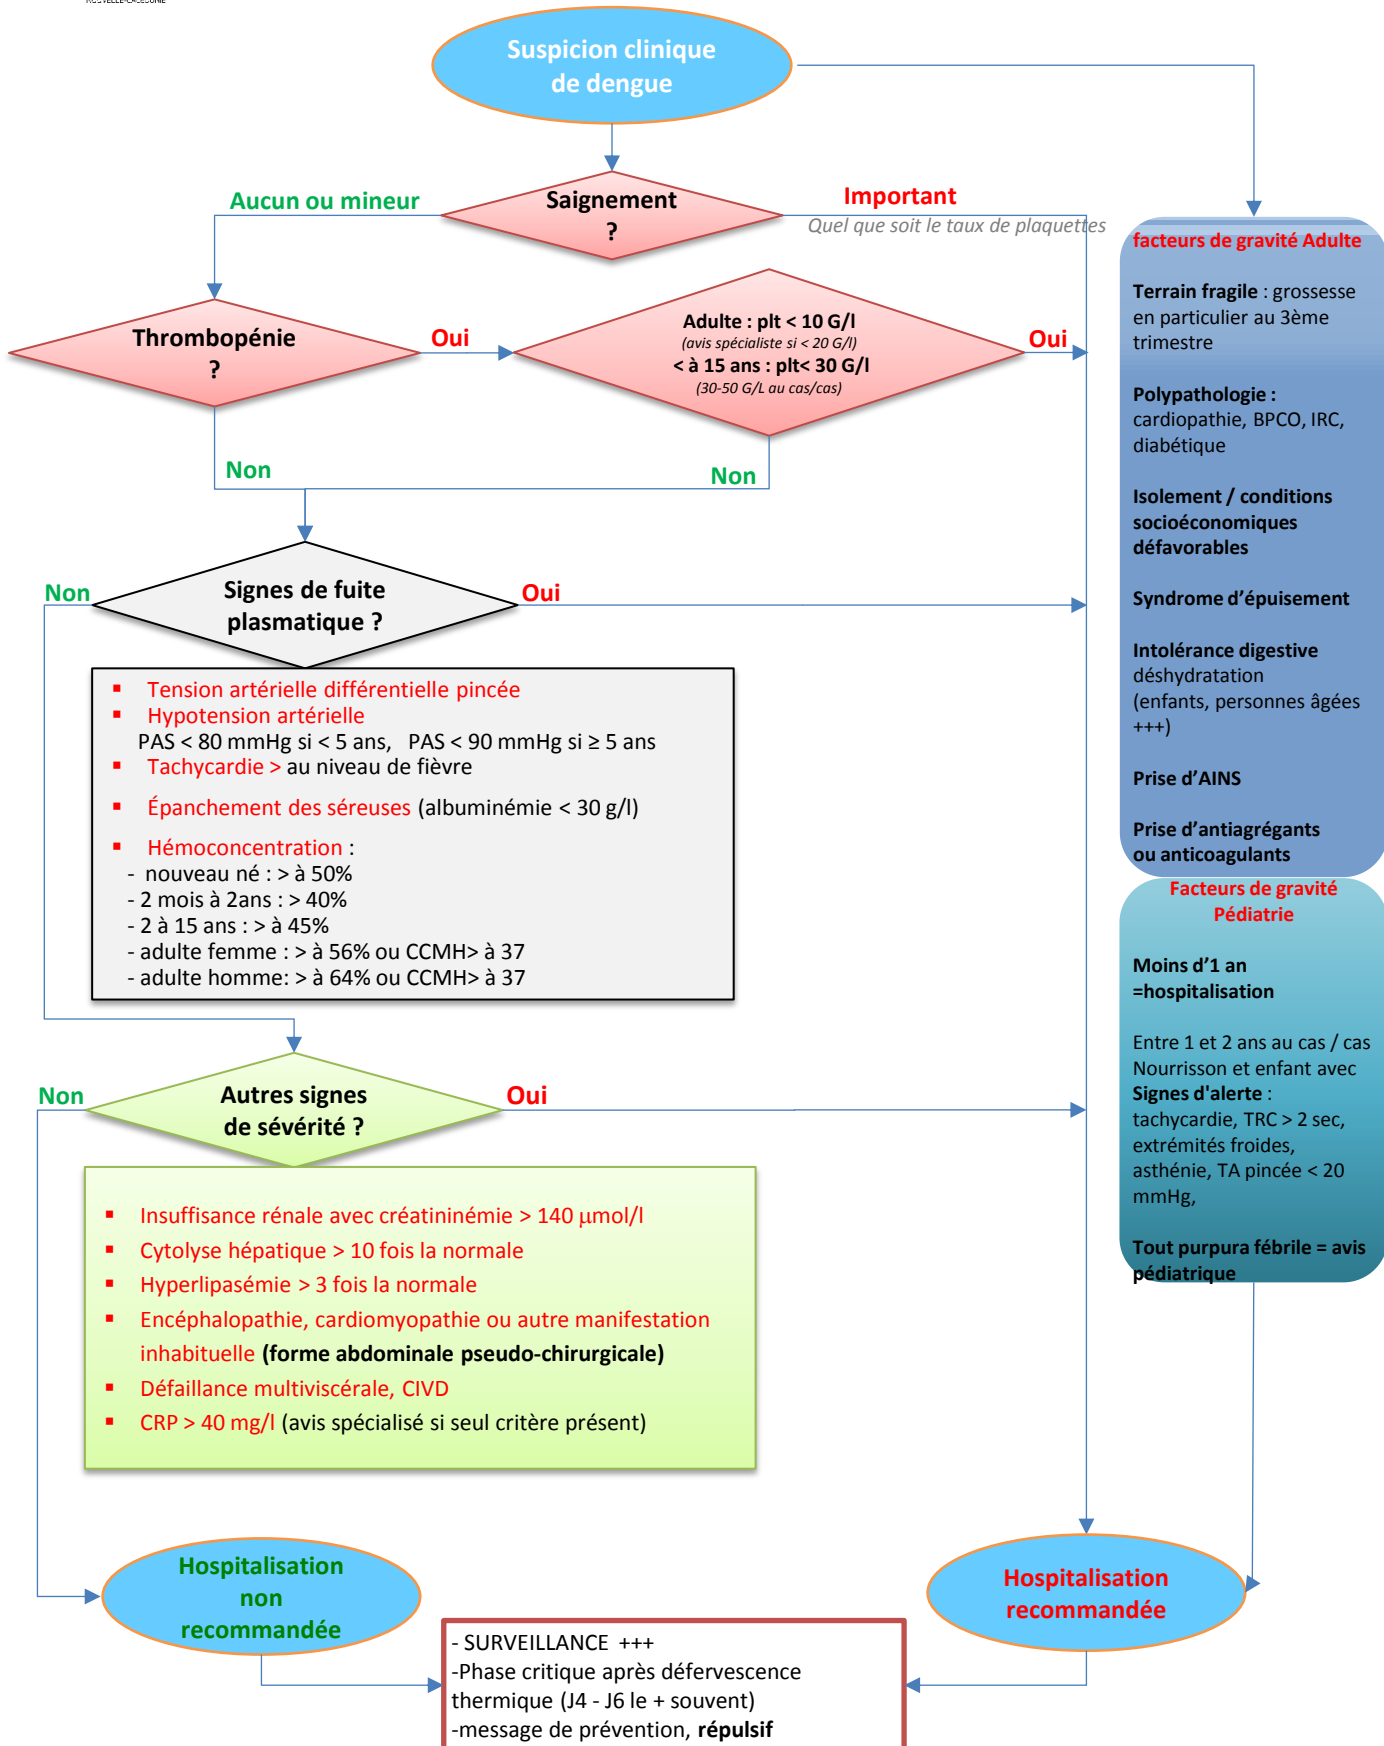 NOUVELLE-CALEDONIE
Suspicion clinique
de dengue
Aucun ou mineur
Saignement
?
Important
Quel que soit le taux de plaquettes
Thrombopénie
?
Oui
Adulte : plt < 10 G/l
(avis spécialiste si < 20 G/l)
< à 15 ans : plt< 30 G/l
(30-50 G/L au cas/cas)
Oui
Non
Non
Non
Signes de fuite
plasmatique ?
Oui
▪ Tension artérielle différentielle pincée
▪ Hypotension artérielle
PAS < 80 mmHg si < 5 ans, PAS < 90 mmHg si ≥ 5 ans
▪ Tachycardie > au niveau de fièvre
▪ Épanchement des séreuses (albuminémie < 30 g/l)
▪ Hémoconcentration :
- nouveau né : > à 50%
- 2 mois à 2ans : > 40%
- 2 à 15 ans : > à 45%
- adulte femme : > à 56% ou CCMH> à 37
- adulte homme: > à 64% ou CCMH> à 37
Non
Autres signes
de sévérité ?
Oui
▪ Insuffisance rénale avec créatininémie > 140 µmol/l
▪ Cytolyse hépatique > 10 fois la normale
▪ Hyperlipasémie > 3 fois la normale
▪ Encéphalopathie, cardiomyopathie ou autre manifestation
inhabituelle (forme abdominale pseudo-chirurgicale)
▪ Défaillance multiviscérale, CIVD
▪ CRP > 40 mg/l (avis spécialisé si seul critère présent)
facteurs de gravité Adulte
Terrain fragile : grossesse
en particulier au 3ème
trimestre
Polypathologie :
cardiopathie, BPCO, IRC,
diabétique
Isolement / conditions
socioéconomiques
défavorables
Syndrome d'épuisement
Intolérance digestive
déshydratation
(enfants, personnes âgées
+++)
Prise d'AINS
Prise d'antiagrégants
ou anticoagulants
Facteurs de gravité
Pédiatrie
Moins d'1 an
=hospitalisation
Entre 1 et 2 ans au cas / cas
Nourrisson et enfant avec
Signes d'alerte :
tachycardie, TRC > 2 sec,
extrémités froides,
asthénie, TA pincée < 20
mmHg,
Tout purpura fébrile = avis
pédiatrique
Hospitalisation
non
recommandée
Hospitalisation
recommandée
- SURVEILLANCE +++
-Phase critique après défervescence
thermique (J4 - J6 le + souvent)
-message de prévention, répulsif